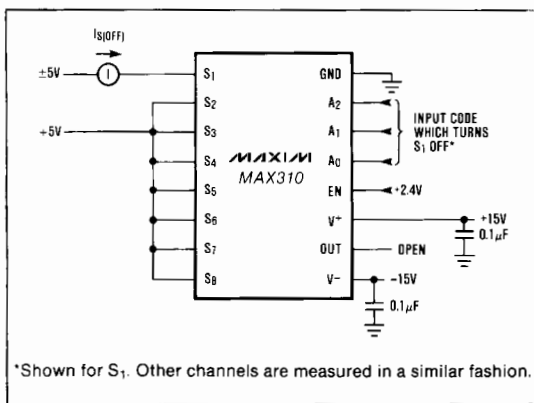 IS(OFF)
±5V
I
+5V
S1
S2
S3
S4
S5
S6
S7
S8
MAXIM
MAX310
GND
A2
A1
A0
EN
V+
OUT
V−
INPUT CODE
WHICH TURNS
S1 OFF*
+2.4V
+15V
0.1µF
OPEN
−15V
0.1µF
*Shown for S1. Other channels are measured in a similar fashion.